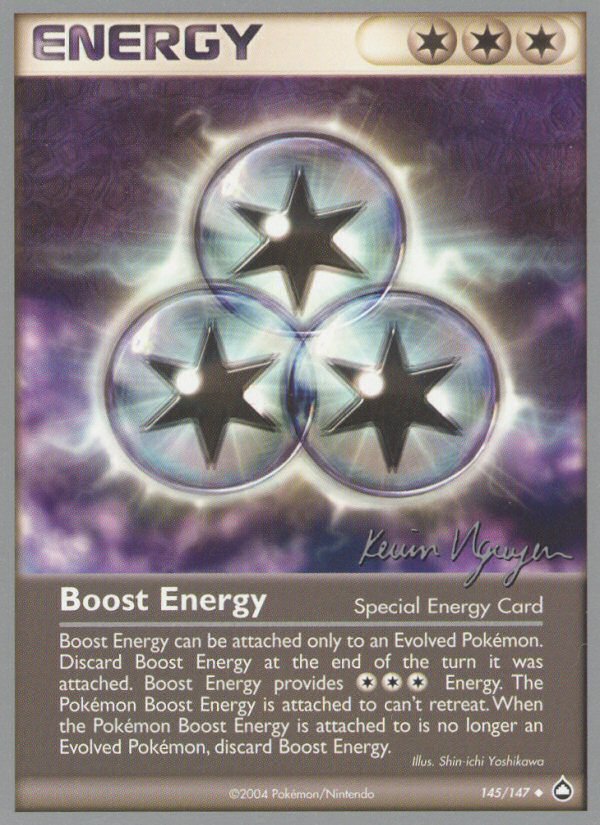 ENERGY
Kevin Nguyen
Boost Energy
Special Energy Card
Boost Energy can be attached only to an Evolved Pokémon.
Discard Boost Energy at the end of the turn it was
attached. Boost Energy provides Energy. The
Pokémon Boost Energy is attached to can't retreat. When
the Pokémon Boost Energy is attached to is no longer an
Evolved Pokémon, discard Boost Energy.
Illus. Shin-ichi Yoshikawa
©2004 Pokémon/Nintendo
145/147